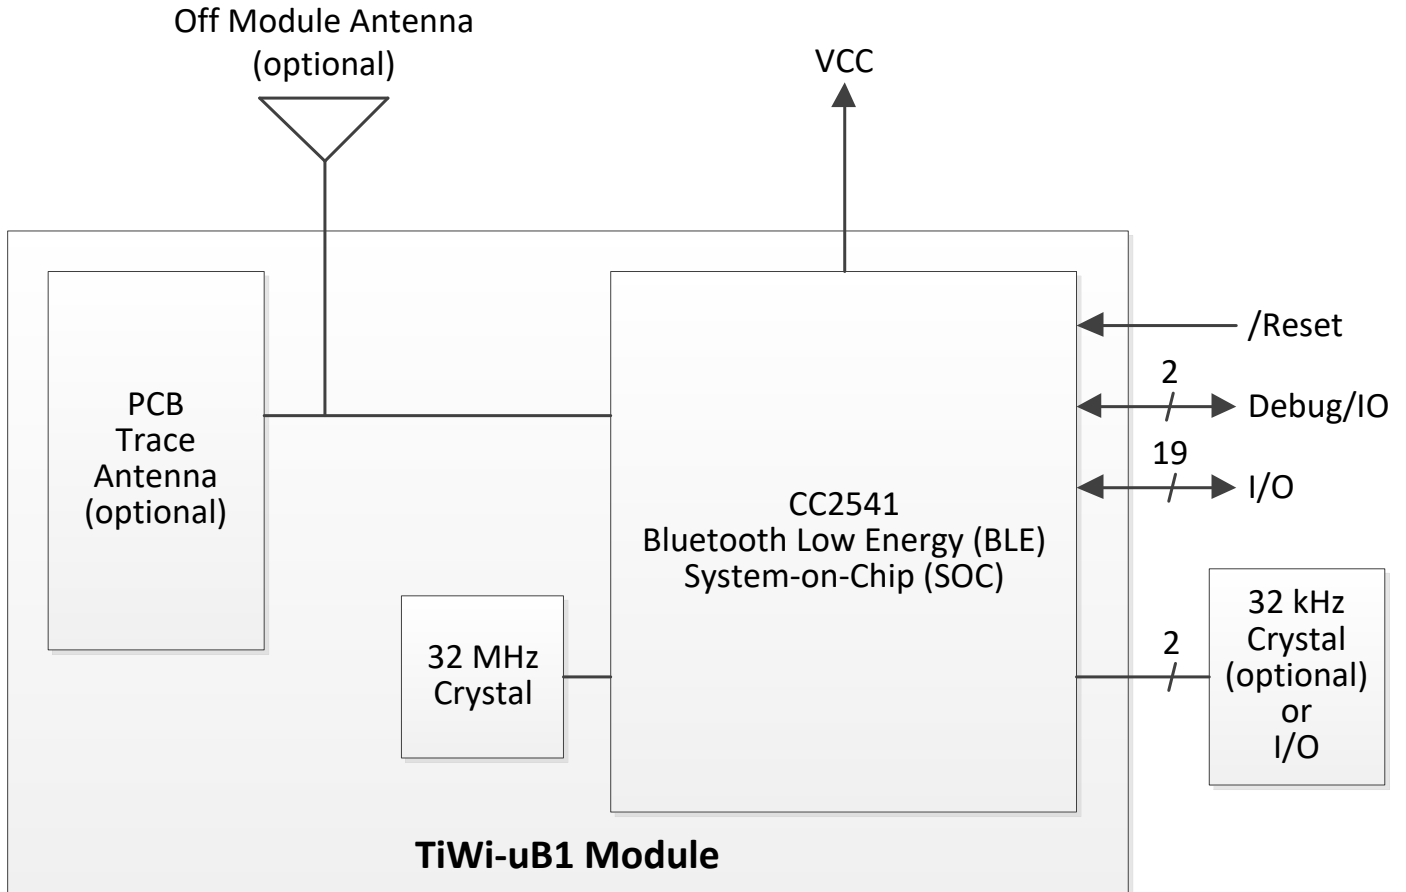 Off Module Antenna
(optional)
VCC
/Reset
2
Debug/IO
19
I/O
PCB
Trace
Antenna
(optional)
CC2541
Bluetooth Low Energy (BLE)
System-on-Chip (SOC)
32 MHz
Crystal
2
32 kHz
Crystal
(optional)
or
I/O
TiWi-uB1 Module